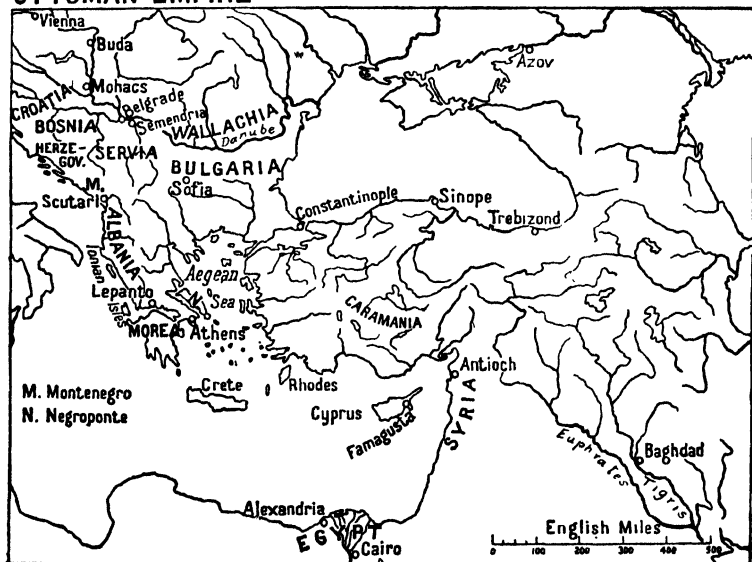 OTTOMAN EMPIRE
Vienna
Buda
Azov
Mohacs
CROATIA
Belgrade
Semendria
BOSNIA
WALLACHIA
Danube
HERZE-
GOV.
SERVIA
BULGARIA
M.
Sofia
Scutari
Constantinople
Sinope
Trebizond
ALBANIA
Ionian
Isles
Aegean
Sea
Lepanto
N.
CARAMANIA
MOREA
Athens
Antioch
M. Montenegro
N. Negroponte
Crete
Rhodes
Cyprus
Famagusta
SYRIA
Euphrates
Baghdad
Tigris
Alexandria
EGYPT
Cairo
English Miles
0 100 200 300 400 500